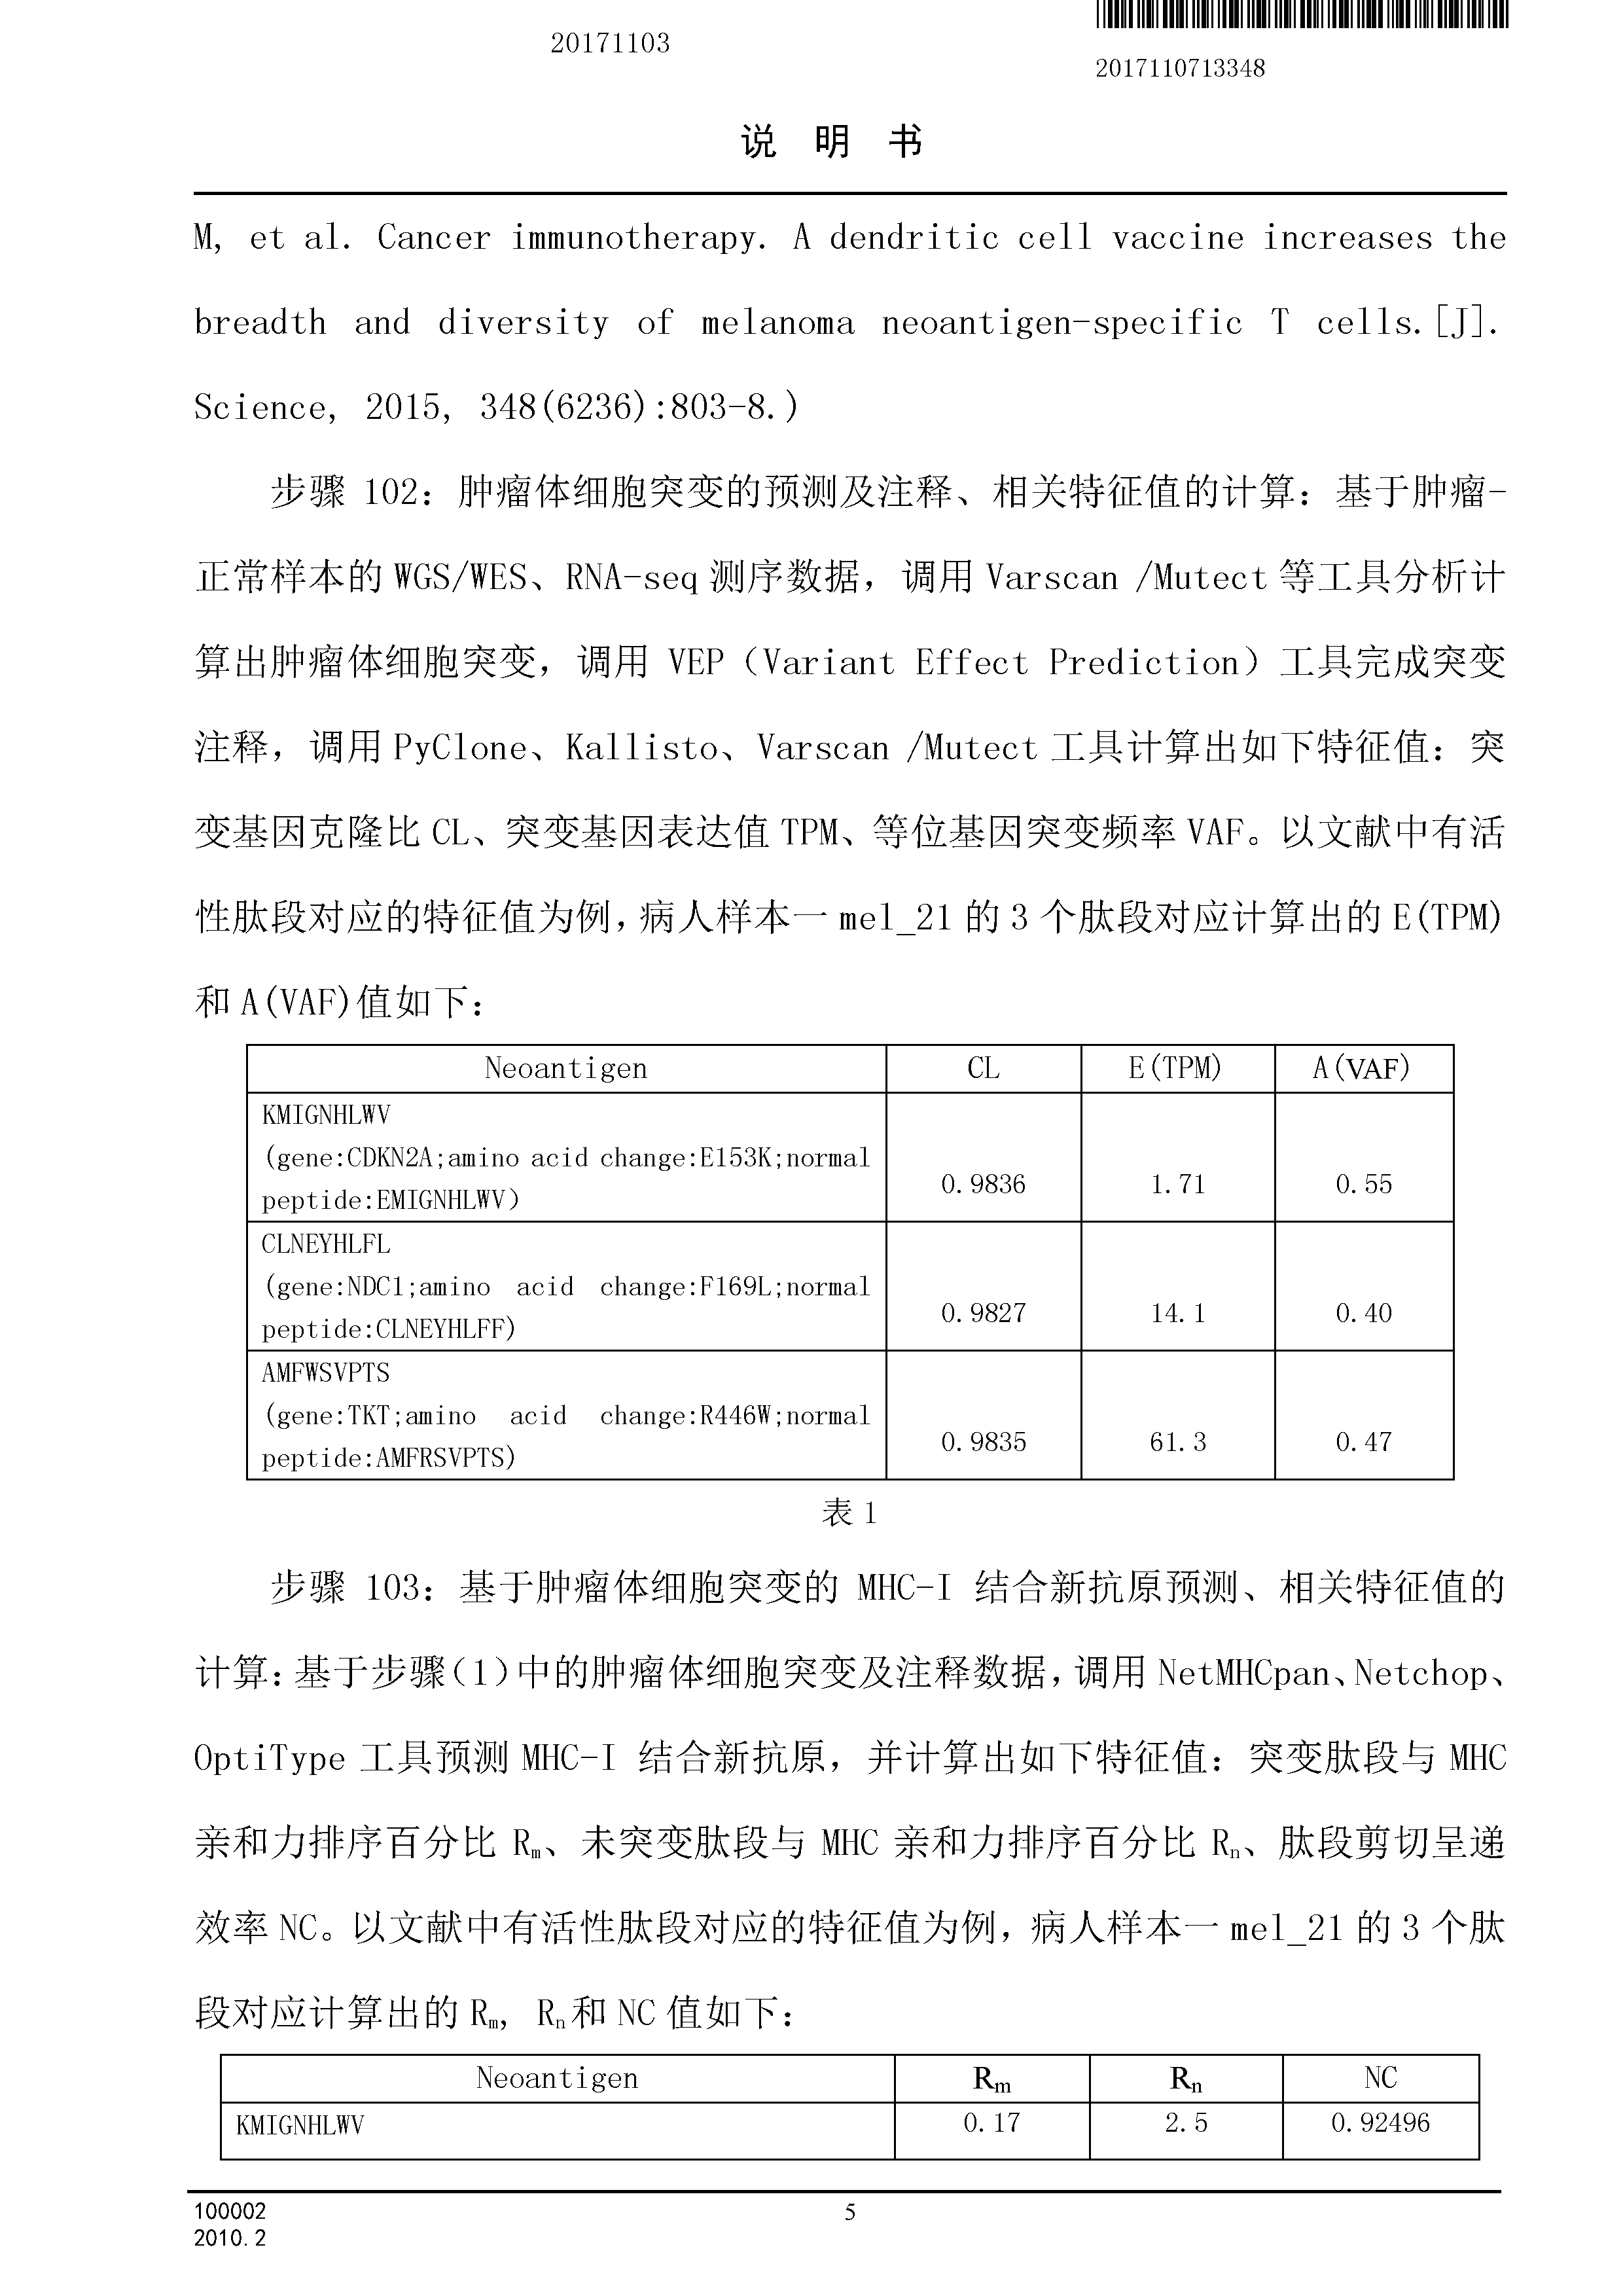 20171103
2017110713348
说 明 书
M, et al. Cancer immunotherapy. A dendritic cell vaccine increases the
breadth and diversity of melanoma neoantigen-specific T cells.[J].
Science, 2015, 348(6236):803-8.)
步骤 102：肿瘤体细胞突变的预测及注释、相关特征值的计算：基于肿瘤-
正常样本的 WGS/WES、RNA-seq 测序数据，调用 Varscan /Mutect 等工具分析计
算出肿瘤体细胞突变，调用 VEP（Variant Effect Prediction）工具完成突变
注释，调用 PyClone、Kallisto、Varscan /Mutect 工具计算出如下特征值：突
变基因克隆比 CL、突变基因表达值 TPM、等位基因突变频率 VAF。以文献中有活
性肽段对应的特征值为例，病人样本一 mel_21 的 3 个肽段对应计算出的 E(TPM)
和 A(VAF)值如下：
Neoantigen CL E(TPM) A(VAF)
KMIGNHLWV
(gene:CDKN2A;amino acid change:E153K;normal
peptide:EMIGNHLWV) 0.9836 1.71 0.55
CLNEYHLFL
(gene:NDC1;amino acid change:F169L;normal
peptide:CLNEYHLFF) 0.9827 14.1 0.40
AMFWSVPTS
(gene:TKT;amino acid change:R446W;normal
peptide:AMFRSVPTS) 0.9835 61.3 0.47
表 1
步骤 103：基于肿瘤体细胞突变的 MHC-I 结合新抗原预测、相关特征值的
计算：基于步骤（1）中的肿瘤体细胞突变及注释数据，调用 NetMHCpan、Netchop、
OptiType 工具预测 MHC-I 结合新抗原，并计算出如下特征值：突变肽段与 MHC
亲和力排序百分比 Rm、未突变肽段与 MHC 亲和力排序百分比 Rn、肽段剪切呈递
效率 NC。以文献中有活性肽段对应的特征值为例，病人样本一 mel_21 的 3 个肽
段对应计算出的 Rm, Rn和 NC 值如下：
Neoantigen Rm Rn NC
KMIGNHLWV 0.17 2.5 0.92496
100002 5
2010.2